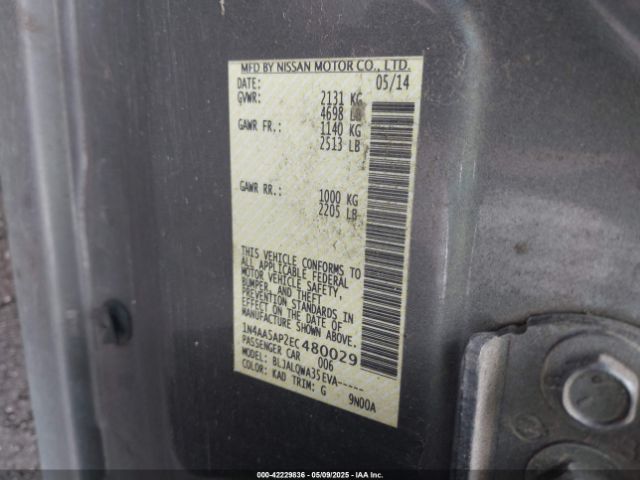 MFD BY NISSAN MOTOR CO., LTD.
DATE: 05/14
GVWR: 2131 KG
4698 LB
GAWR FR.: 1140 KG
2513 LB
GAWR RR.: 1000 KG
2205 LB
THIS VEHICLE CONFORMS TO
ALL APPLICABLE FEDERAL
MOTOR VEHICLE SAFETY,
BUMPER, AND THEFT
PREVENTION STANDARDS IN
EFFECT ON THE DATE OF
MANUFACTURE SHOWN ABOVE.
1N4AA5AP2EC480029
PASSENGER CAR 006
MODEL: BLJALQWA35EVA-----
COLOR: KAD TRIM: G 9N00A
000-42229836 - 05/09/2025 - IAA Inc.